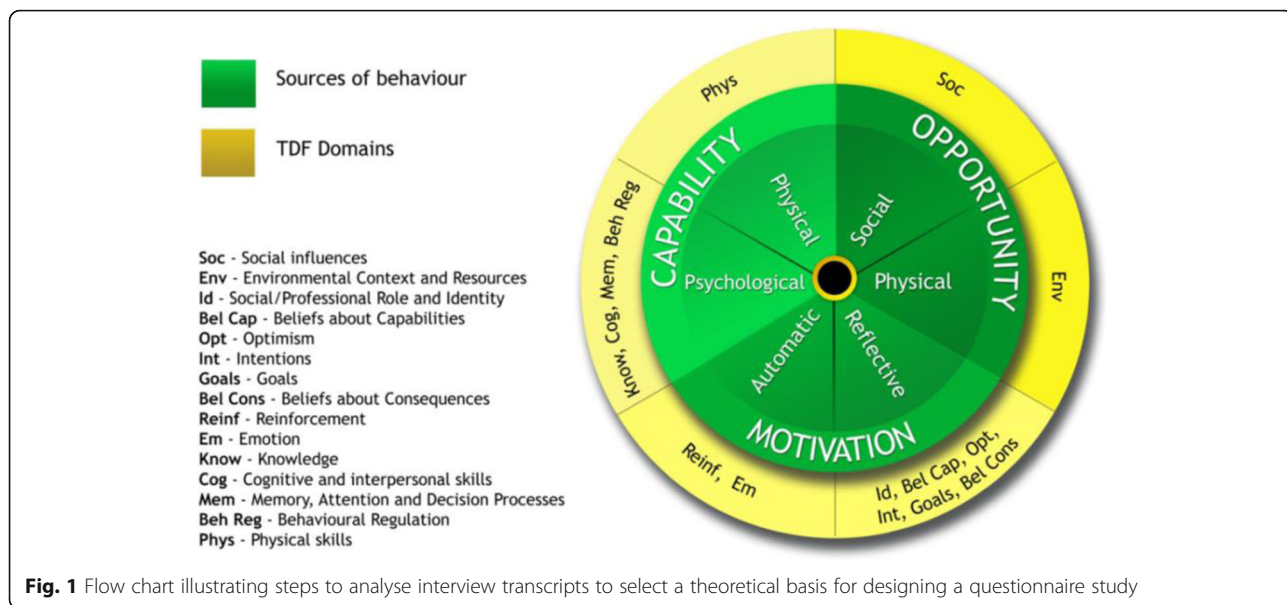 Sources of behaviour
TDF Domains
Soc - Social influences
Env - Environmental Context and Resources
Id - Social/Professional Role and Identity
Bel Cap - Beliefs about Capabilities
Opt - Optimism
Int - Intentions
Goals - Goals
Bel Cons - Beliefs about Consequences
Reinf - Reinforcement
Em - Emotion
Know - Knowledge
Cog - Cognitive and interpersonal skills
Mem - Memory, Attention and Decision Processes
Beh Reg - Behavioural Regulation
Phys - Physical skills
Phys
Soc
CAPABILITY
OPPORTUNITY
Physical
Social
Know, Cog, Mem, Beh Reg
Psychological
Physical
Env
Automatic
Reflective
MOTIVATION
Reinf, Em
Id, Bel Cap, Opt,
Int, Goals, Bel Cons
Fig. 1 Flow chart illustrating steps to analyse interview transcripts to select a theoretical basis for designing a questionnaire study